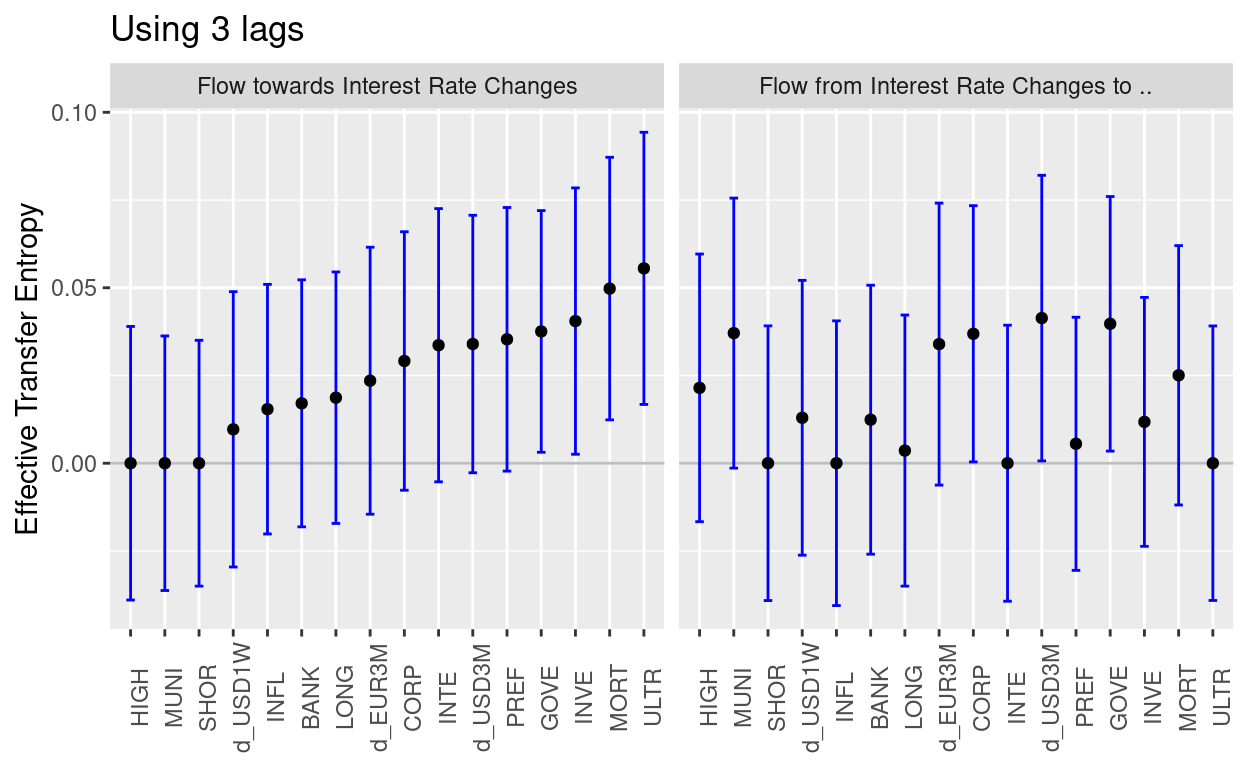 Using 3 lags
Flow towards Interest Rate Changes
Flow from Interest Rate Changes to ..
Effective Transfer Entropy
0.10
0.05
0.00
HIGH
MUNI
SHOR
d_USD1W
INFL
BANK
LONG
d_EUR3M
CORP
INTE
d_USD3M
PREF
GOVE
INVE
MORT
ULTR
HIGH
MUNI
SHOR
d_USD1W
INFL
BANK
LONG
d_EUR3M
CORP
INTE
d_USD3M
PREF
GOVE
INVE
MORT
ULTR